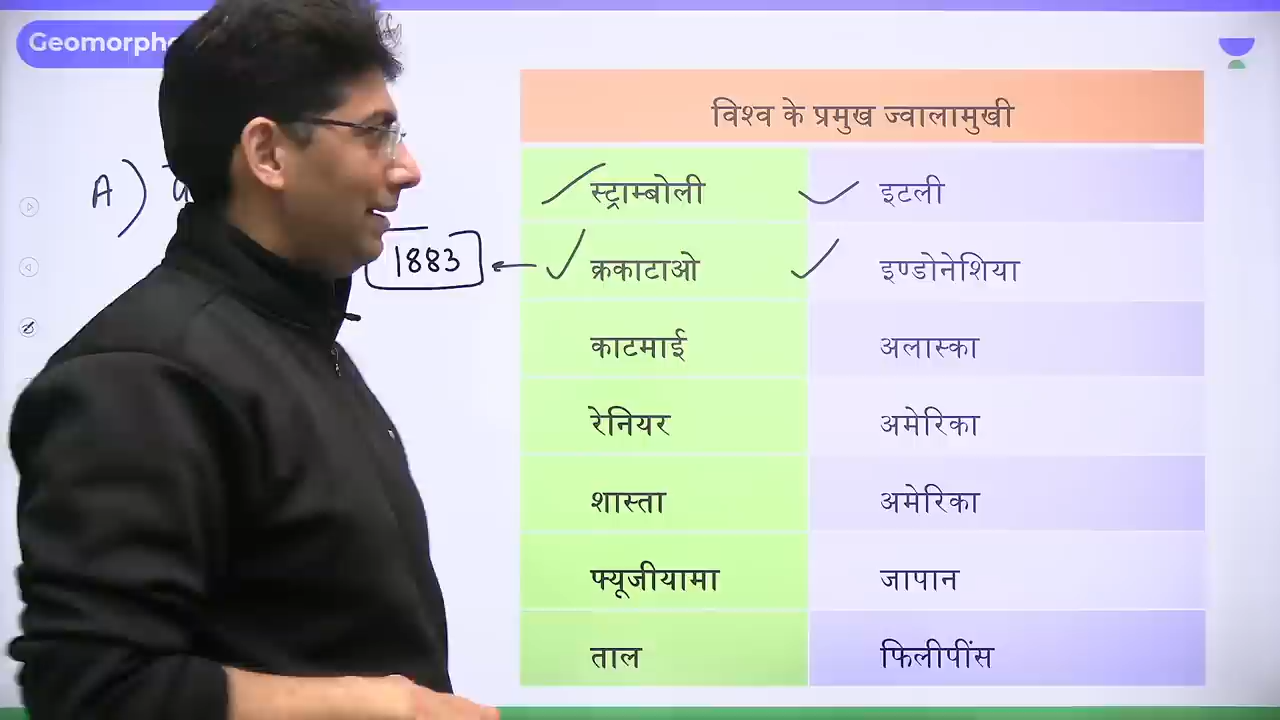 Geomorpho
विश्व के प्रमुख ज्वालामुखी
A)
स्ट्राम्बोली इटली
1883 ← क्रकाटाओ इण्डोनेशिया
काटमाई अलास्का
रेनियर अमेरिका
शास्ता अमेरिका
फ्यूजीयामा जापान
ताल फिलीपींस